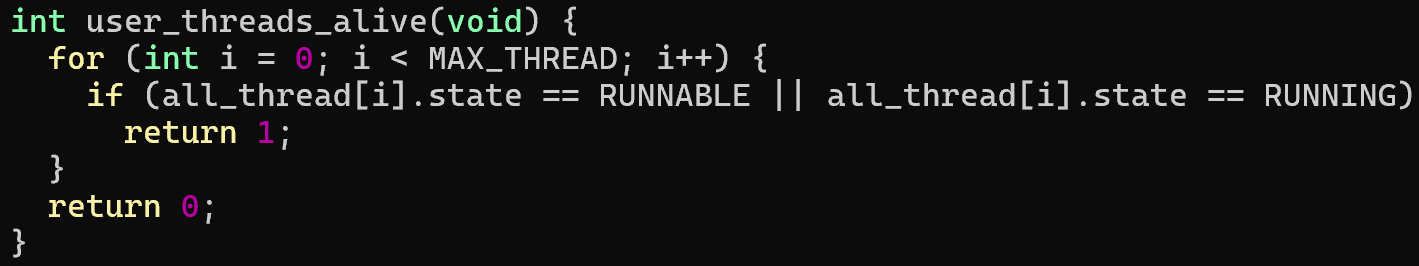 int user_threads_alive(void) {
  for (int i = 0; i < MAX_THREAD; i++) {
    if (all_thread[i].state == RUNNABLE || all_thread[i].state == RUNNING)
      return 1;
  }
  return 0;
}